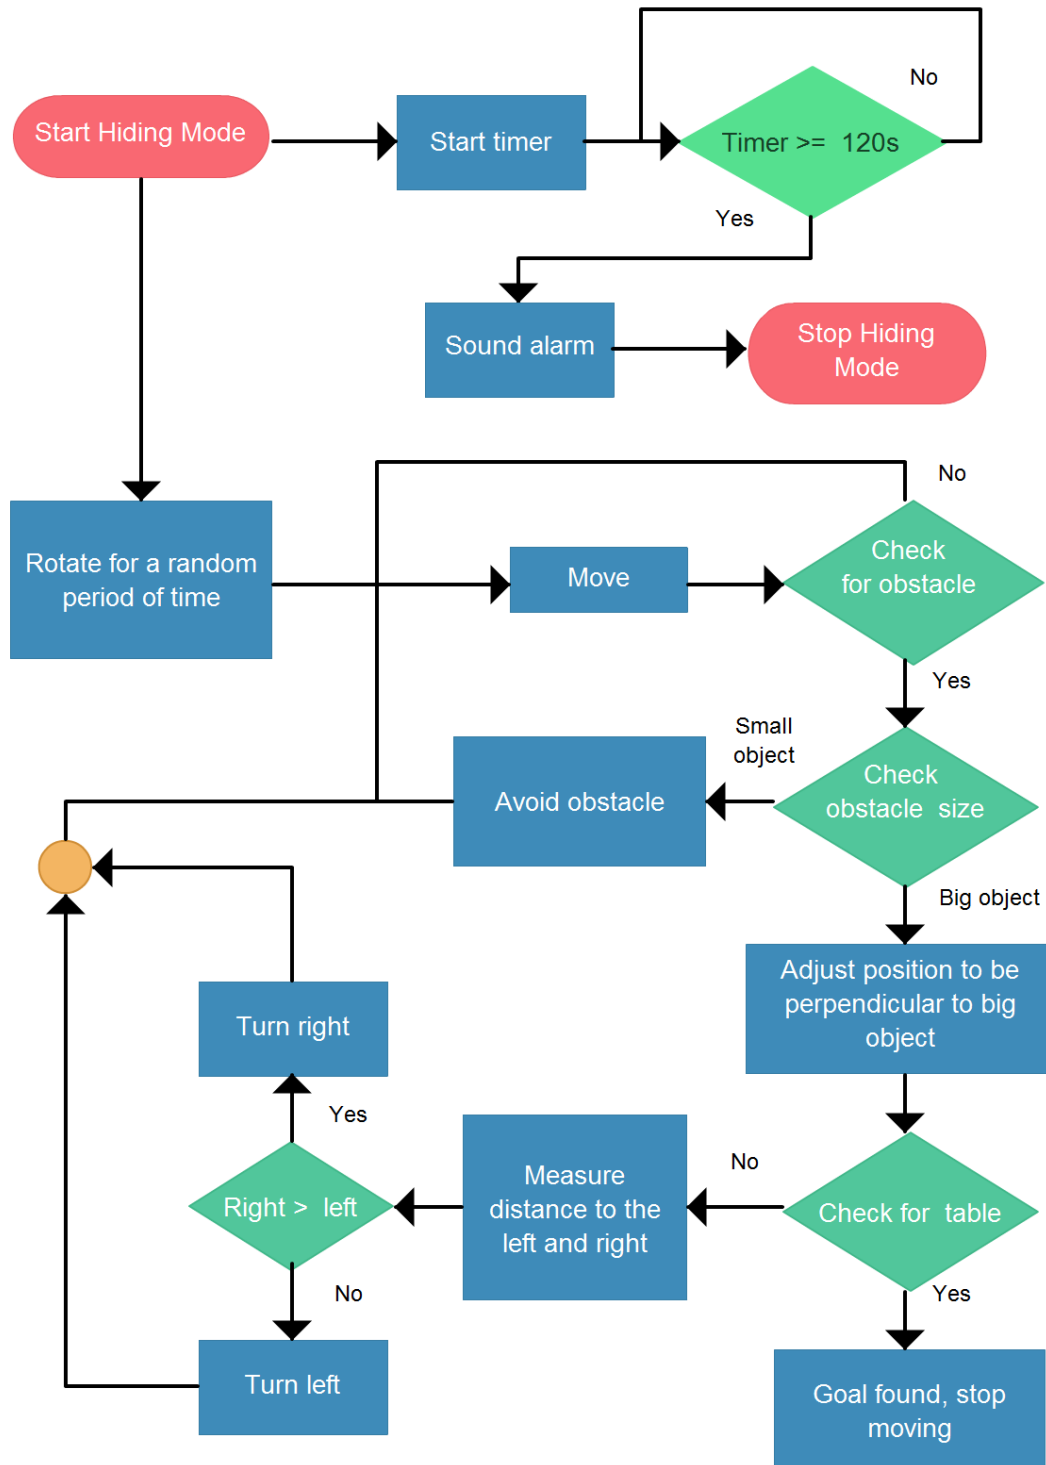 Start Hiding Mode
Start timer
Timer >= 120s
No
Yes
Sound alarm
Stop Hiding
Mode
Rotate for a random
period of time
Move
Check
for obstacle
No
Yes
Check
obstacle size
Small
object
Avoid obstacle
Big object
Adjust position to be
perpendicular to big
object
Check for table
No
Measure
distance to the
left and right
Right > left
Yes
Turn right
No
Turn left
Yes
Goal found, stop
moving